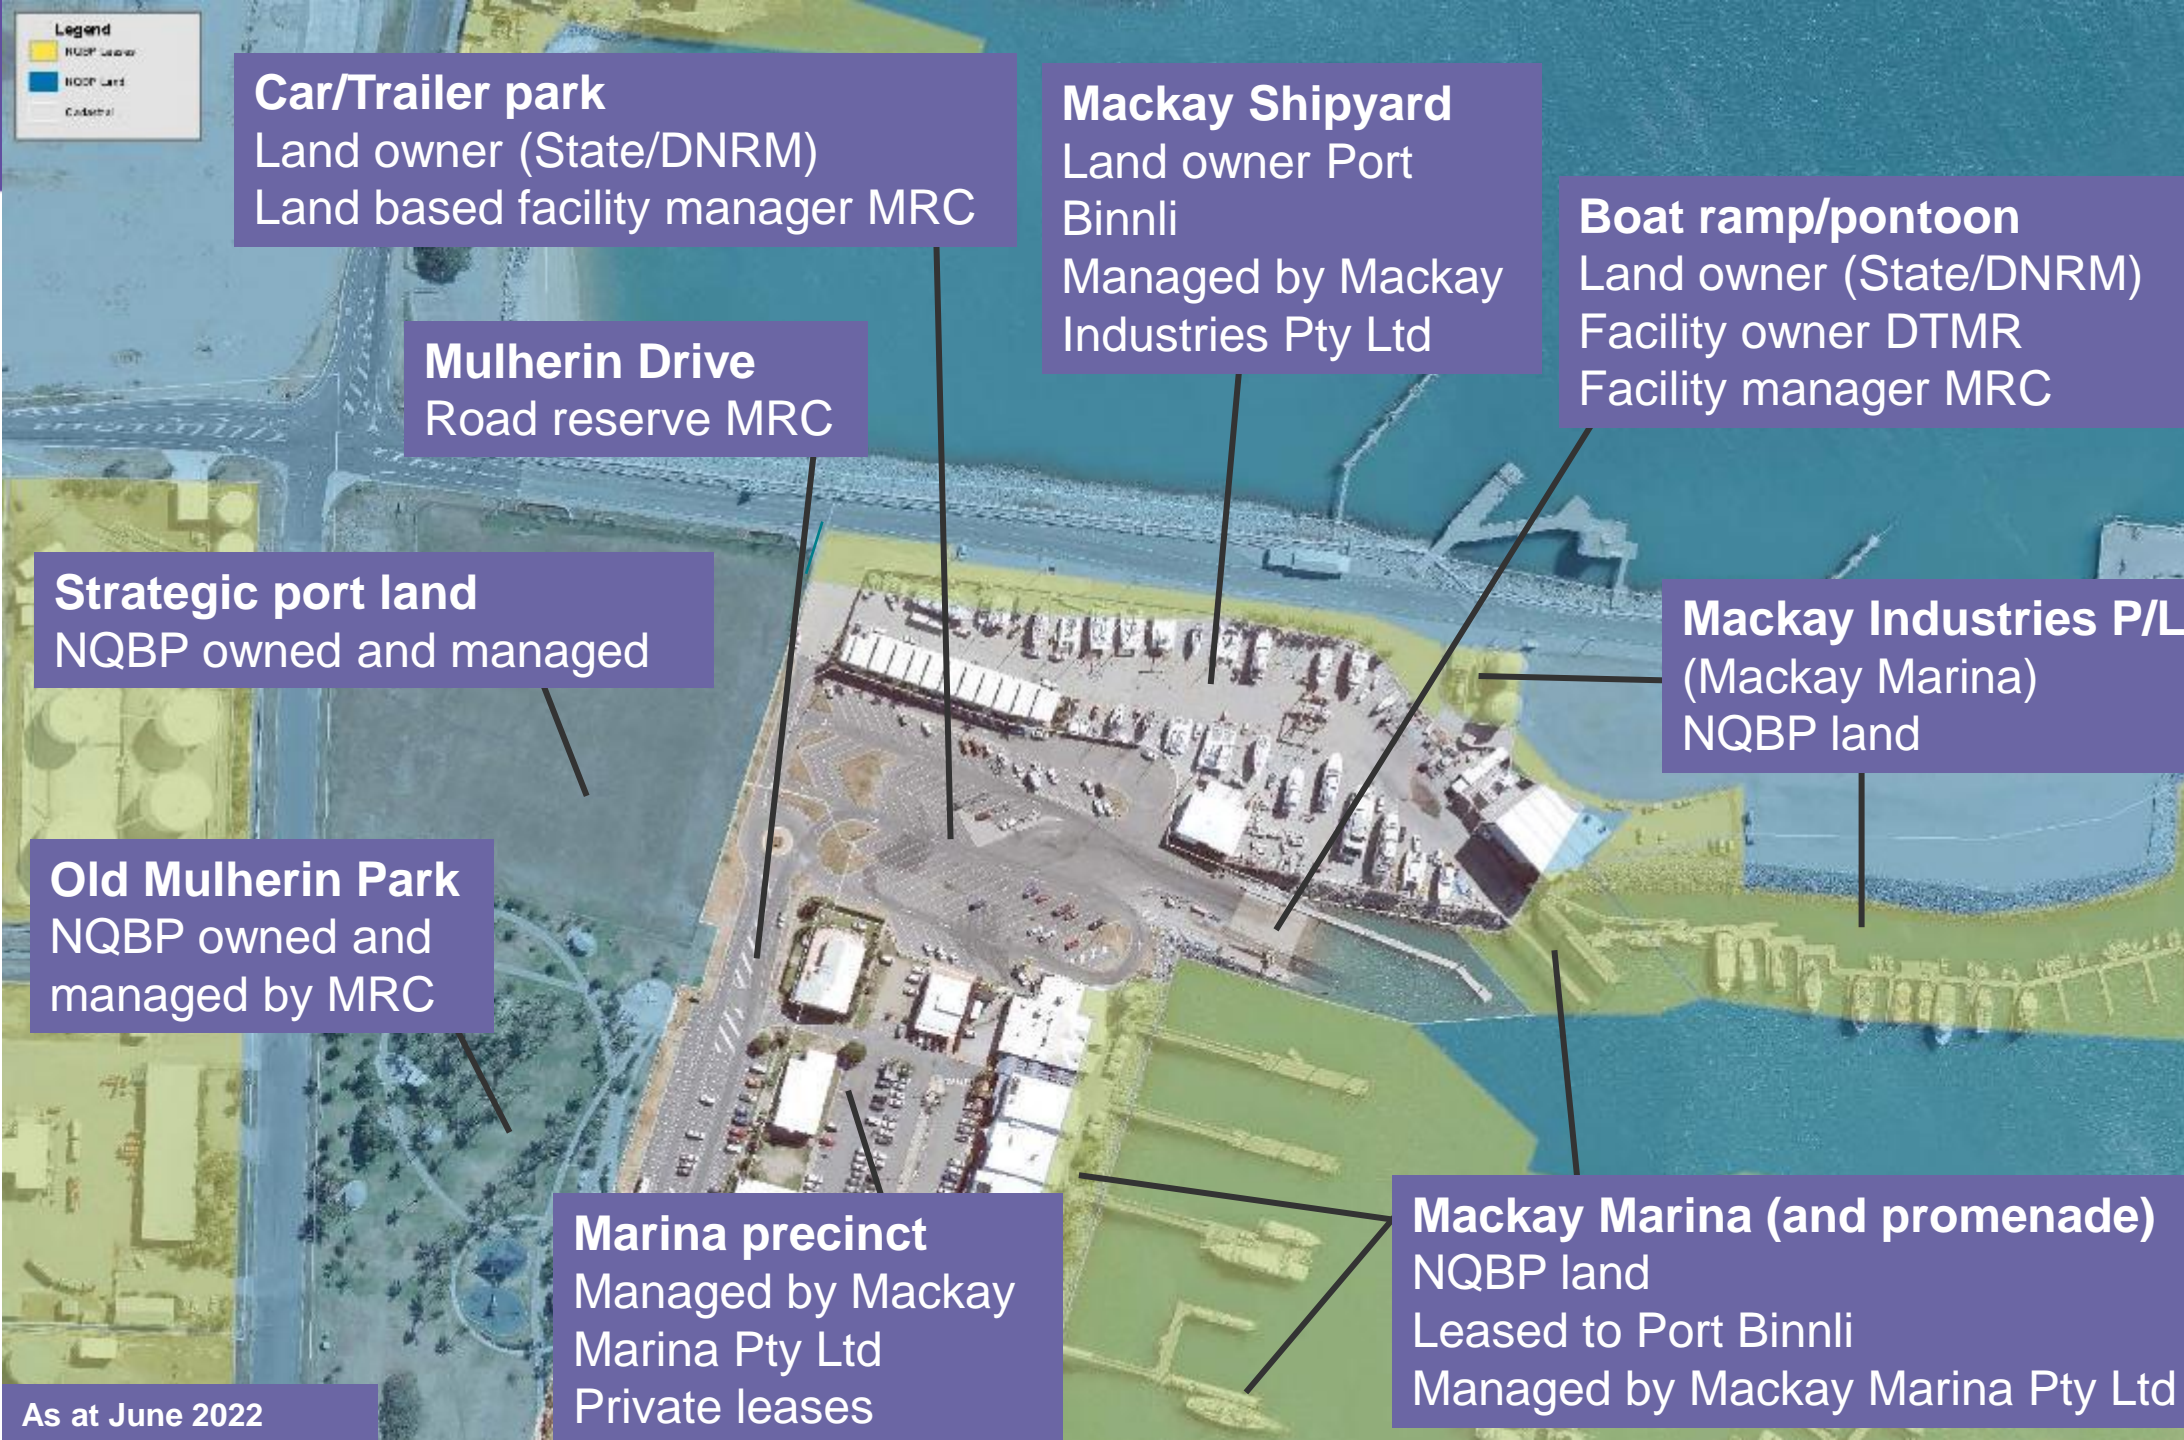 Legend
NQBP Leases
NQBP Land
Cadastral
Car/Trailer park
Land owner (State/DNRM)
Land based facility manager MRC
Mackay Shipyard
Land owner Port
Binnli
Managed by Mackay
Industries Pty Ltd
Boat ramp/pontoon
Land owner (State/DNRM)
Facility owner DTMR
Facility manager MRC
Mulherin Drive
Road reserve MRC
Strategic port land
NQBP owned and managed
Mackay Industries P/L
(Mackay Marina)
NQBP land
Old Mulherin Park
NQBP owned and
managed by MRC
Marina precinct
Managed by Mackay
Marina Pty Ltd
Private leases
Mackay Marina (and promenade)
NQBP land
Leased to Port Binnli
Managed by Mackay Marina Pty Ltd
As at June 2022